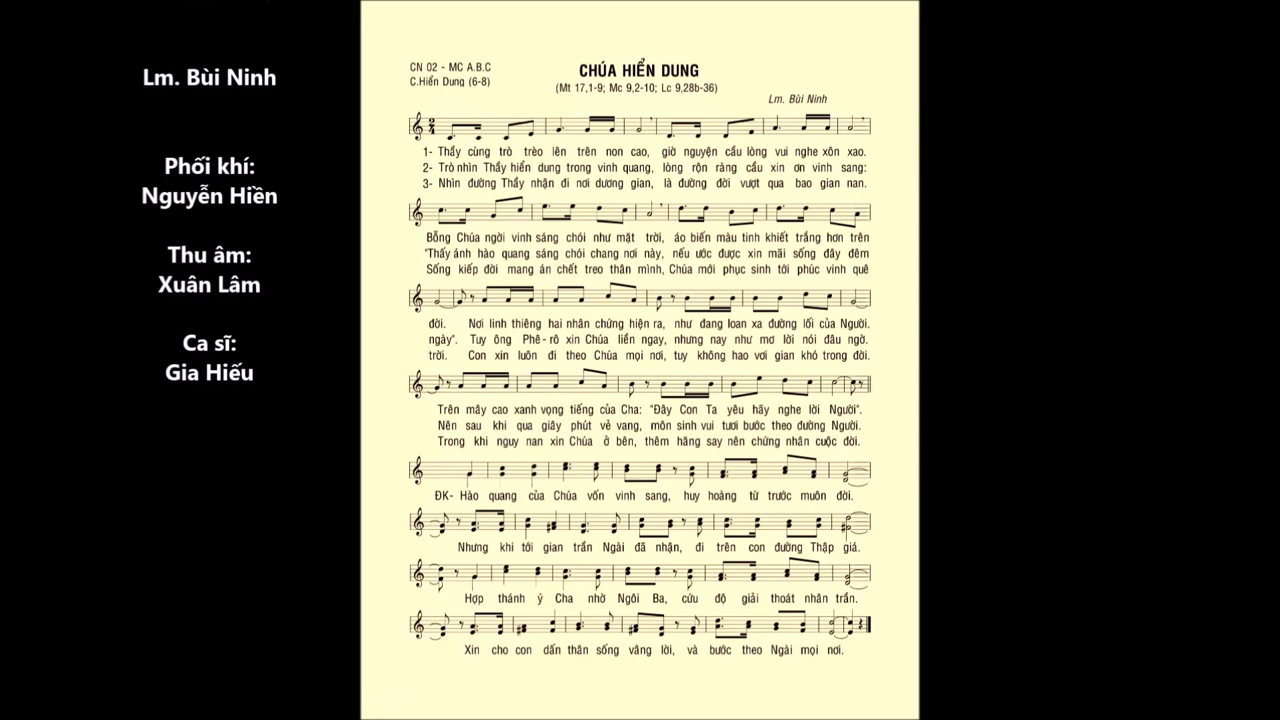 Lm. Bùi Ninh
Phối khí:
Nguyễn Hiền
Thu âm:
Xuân Lâm
Ca sĩ:
Gia Hiếu
CN 02 - MC A.B.C
C.Hiển Dung (6-8)
CHÚA HIỂN DUNG
(Mt 17,1-9; Mc 9,2-10; Lc 9,28b-36)
Lm. Bùi Ninh
1- Thầy cùng trò trèo lên trên non cao, giờ nguyện cầu lòng vui nghe xôn xao.
2- Trò nhìn Thầy hiển dung trong vinh quang, lòng rộn ràng cầu xin ơn vinh sang:
3- Nhìn đường Thầy nhận đi nơi dương gian, là đường đời vượt qua bao gian nan.
Bỗng Chúa ngời vinh sáng chói như mặt trời, áo biến màu tinh khiết trắng hơn trên
"Thấy ánh hào quang sáng chói chang nơi này, nếu ước được xin mãi sống đây đêm
Sống kiếp đời mang án chết treo thân mình, Chúa mới phục sinh tới phúc vinh quê
đời. Nơi linh thiêng hai nhân chứng hiện ra, như đang loan xa đường lối của Người.
ngày". Tuy ông Phê-rô xin Chúa liền ngay, nhưng nay như mơ lời nói đâu ngờ.
trời. Con xin luôn đi theo Chúa mọi nơi, tuy không hao vơi gian khó trong đời.
Trên mây cao xanh vọng tiếng của Cha: "Đây Con Ta yêu hãy nghe lời Người".
Nên sau khi qua giây phút vẻ vang, môn sinh vui tươi bước theo đường Người.
Trong khi nguy nan xin Chúa ở bên, thêm hăng say nên chứng nhân cuộc đời.
ĐK- Hào quang của Chúa vốn vinh sang, huy hoàng từ trước muôn đời.
Nhưng khi tới gian trần Ngài đã nhận, đi trên con đường Thập giá.
Hợp thánh ý Cha nhờ Ngôi Ba, cứu độ giải thoát nhân trần.
Xin cho con dấn thân sống vâng lời, và bước theo Ngài mọi nơi.